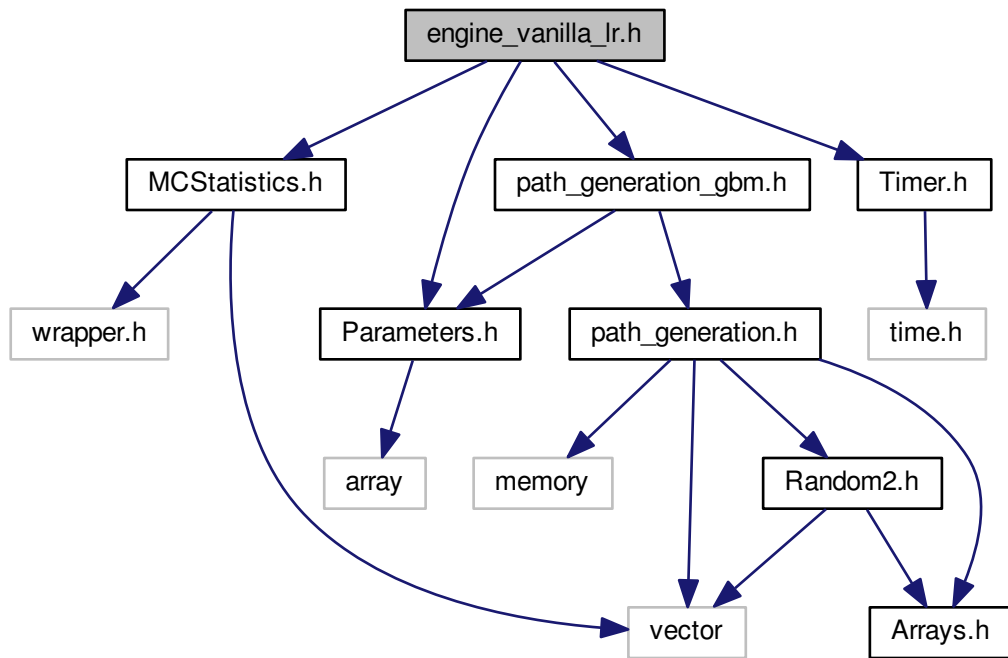 engine_vanilla_lr.h
MCStatistics.h
path_generation_gbm.h
Timer.h
wrapper.h
Parameters.h
path_generation.h
time.h
array
memory
Random2.h
vector
Arrays.h